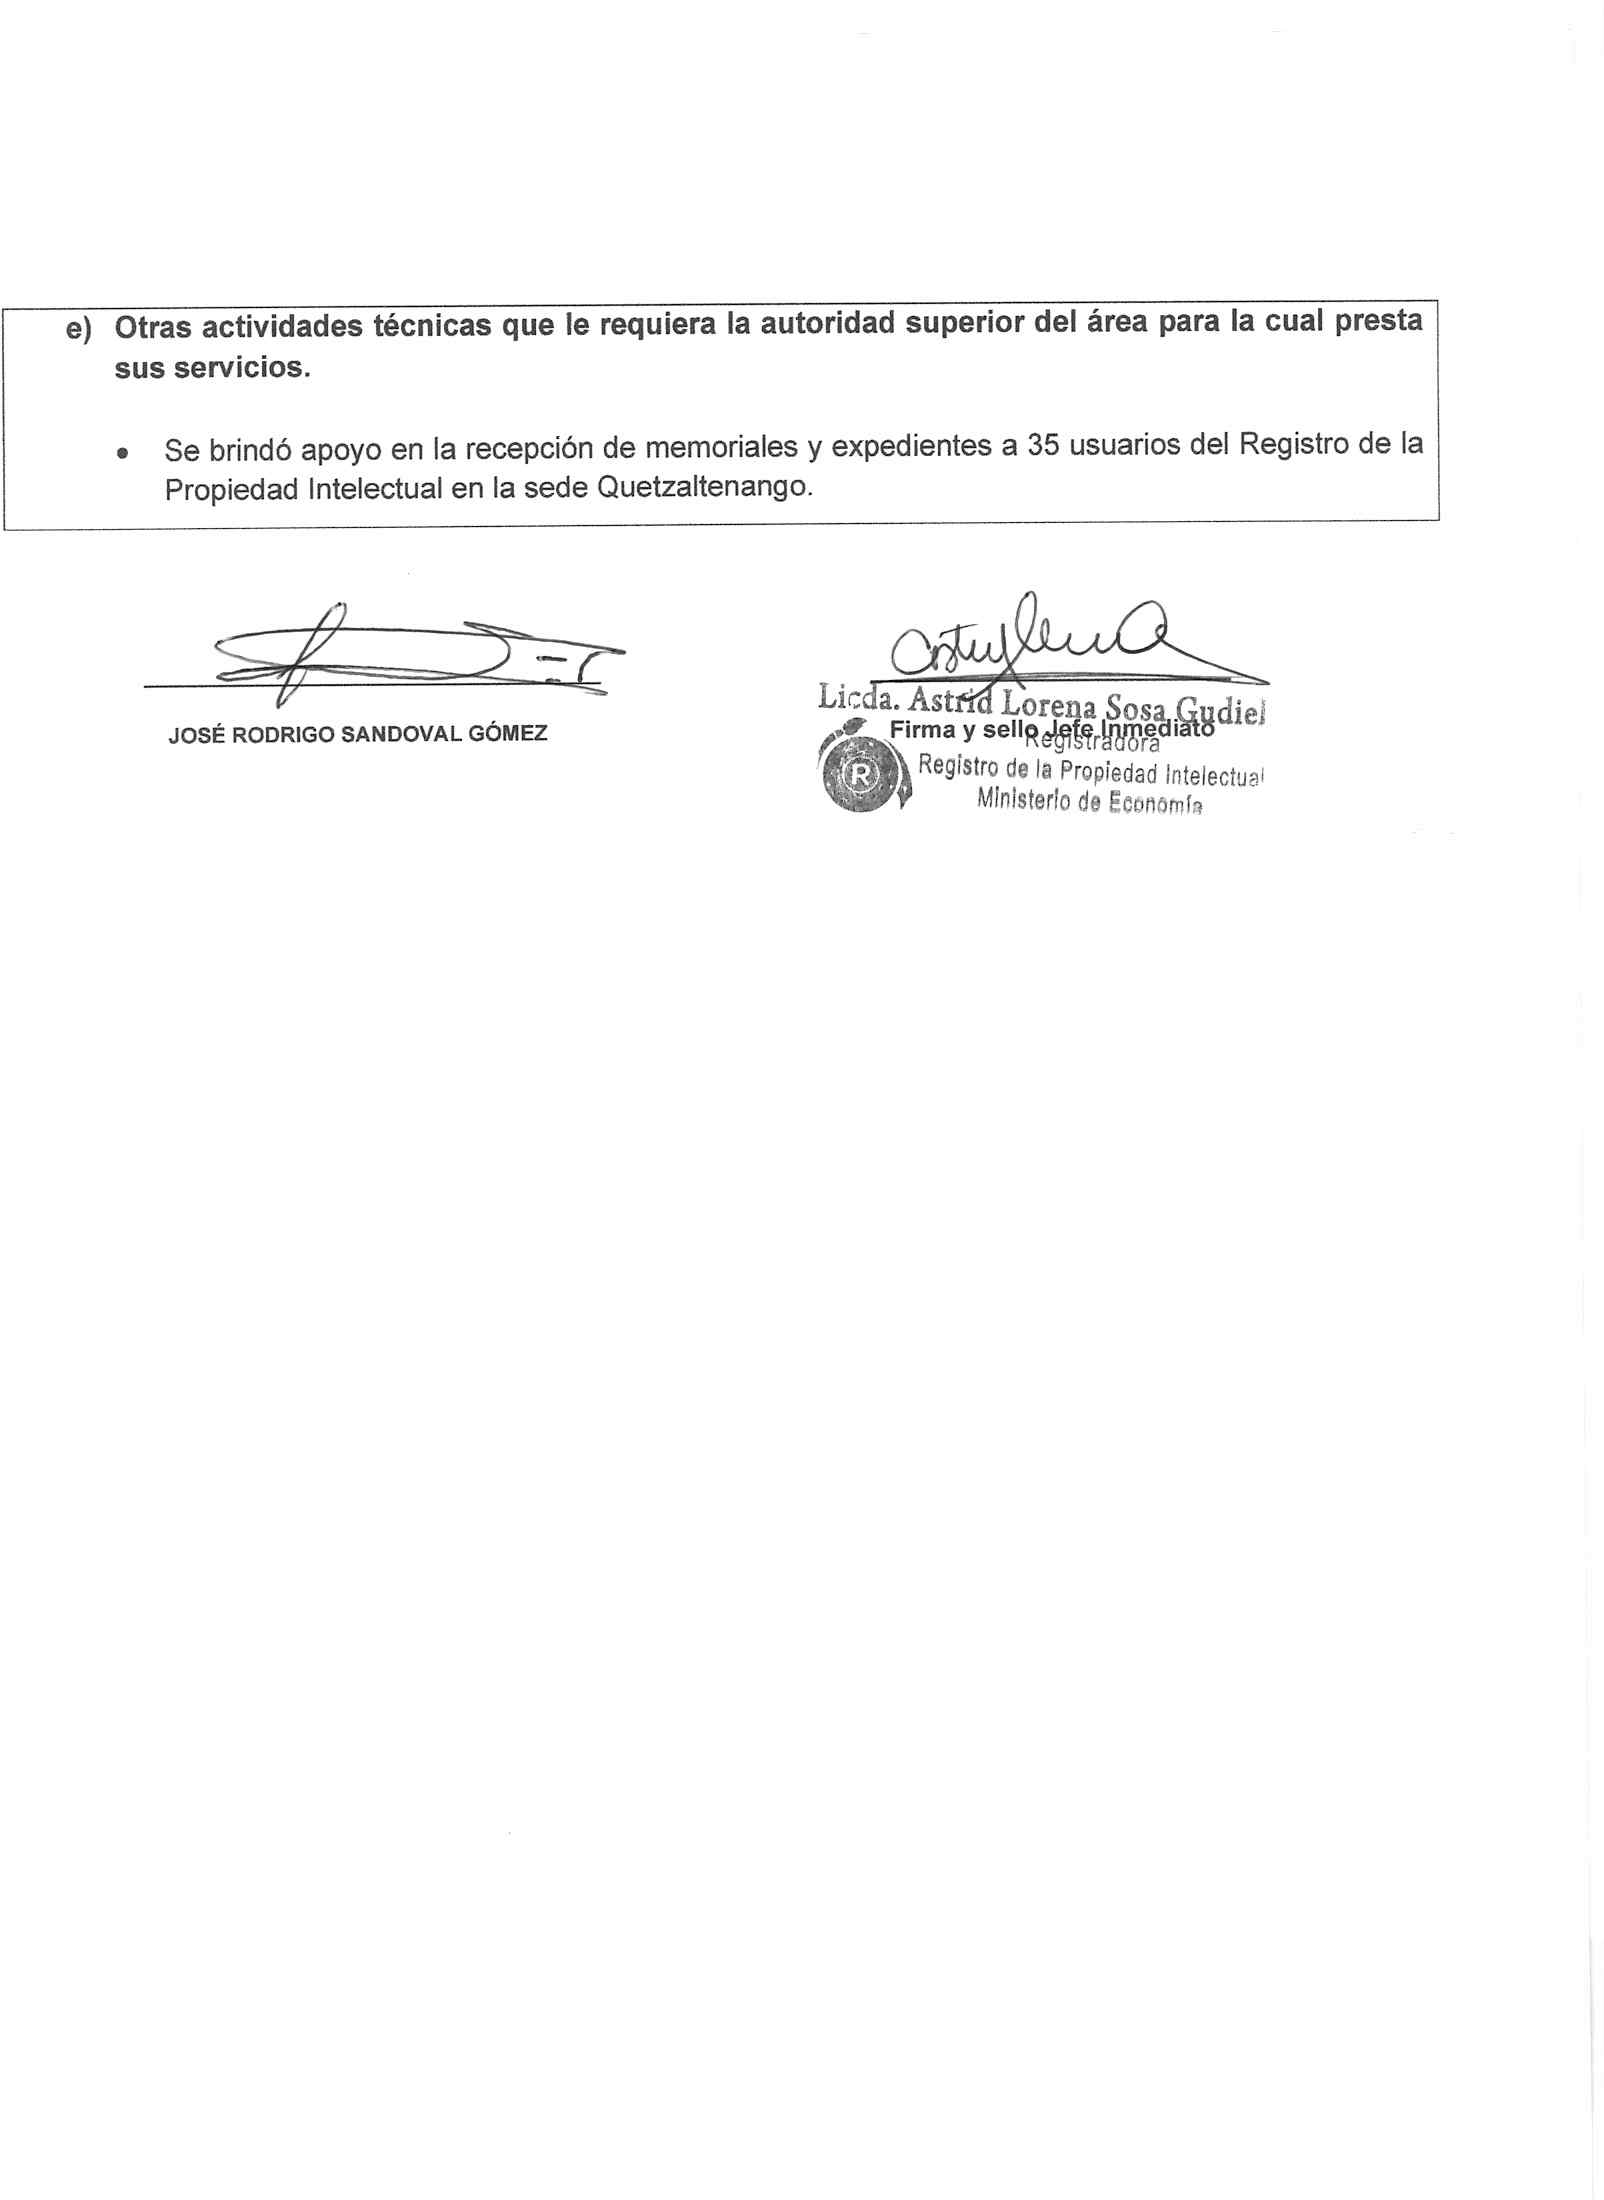 e) Otras actividades técnicas que le requiera la autoridad superior del área para la cual presta
sus servicios.
• Se brindó apoyo en la recepción de memoriales y expedientes a 35 usuarios del Registro de la
Propiedad Intelectual en la sede Quetzaltenango.
JOSÉ RODRIGO SANDOVAL GÓMEZ
Licda. Astrid Lorena Sosa Gudiel
Firma y sello Jefe Inmediato
Registradora
R
Registro de la Propiedad Intelectual
Ministerio de Economía